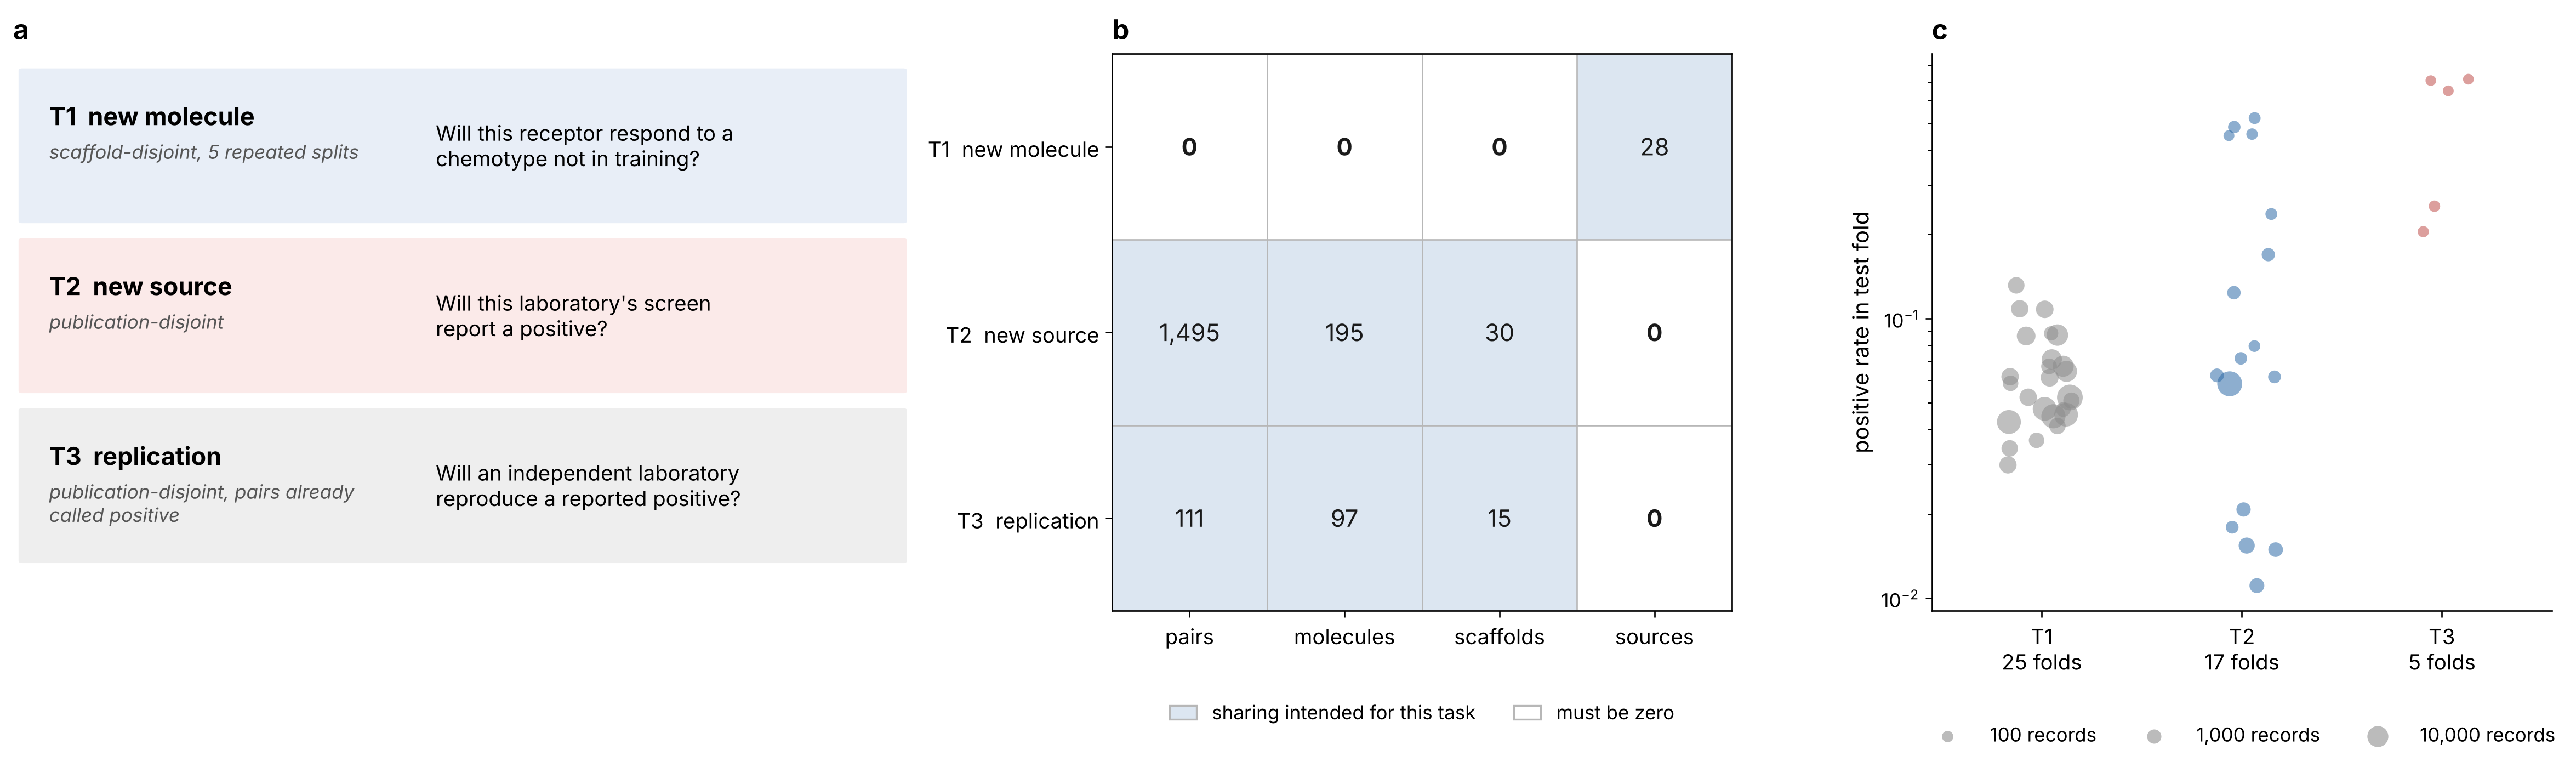 a
T1 new molecule
scaffold-disjoint, 5 repeated splits
Will this receptor respond to a
chemotype not in training?
T2 new source
publication-disjoint
Will this laboratory's screen
report a positive?
T3 replication
publication-disjoint, pairs already
called positive
Will an independent laboratory
reproduce a reported positive?
b
T1 new molecule
0 0 0 28
T2 new source
1,495 195 30 0
T3 replication
111 97 15 0
pairs molecules scaffolds sources
sharing intended for this task
must be zero
c
positive rate in test fold
10⁻¹
10⁻²
T1 T2 T3
25 folds 17 folds 5 folds
100 records 1,000 records 10,000 records